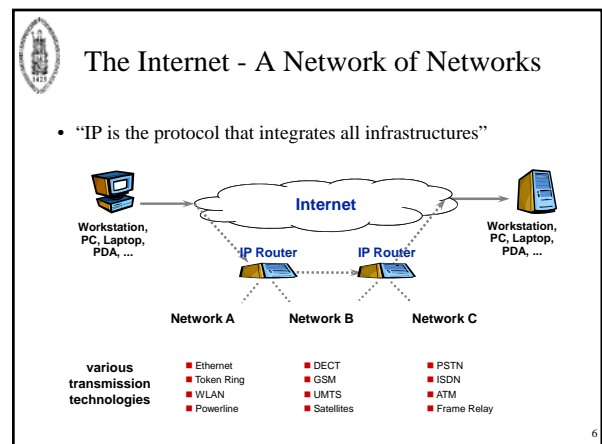 1425
The Internet - A Network of Networks
• “IP is the protocol that integrates all infrastructures”
Internet
Workstation,
PC, Laptop,
PDA, ...
Workstation,
PC, Laptop,
PDA, ...
IP Router
IP Router
Network A
Network B
Network C
various
transmission
technologies
■ Ethernet
■ Token Ring
■ WLAN
■ Powerline
■ DECT
■ GSM
■ UMTS
■ Satellites
■ PSTN
■ ISDN
■ ATM
■ Frame Relay
6